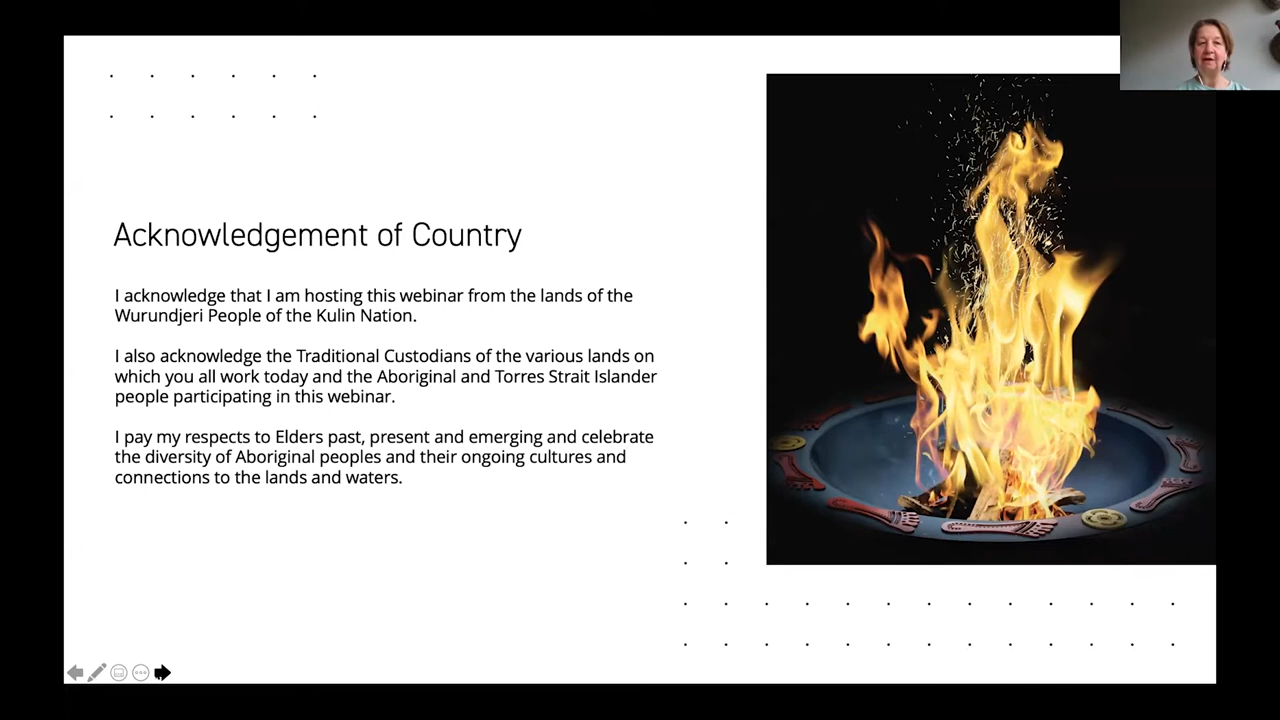 Acknowledgement of Country
I acknowledge that I am hosting this webinar from the lands of the
Wurundjeri People of the Kulin Nation.
I also acknowledge the Traditional Custodians of the various lands on
which you all work today and the Aboriginal and Torres Strait Islander
people participating in this webinar.
I pay my respects to Elders past, present and emerging and celebrate
the diversity of Aboriginal peoples and their ongoing cultures and
connections to the lands and waters.